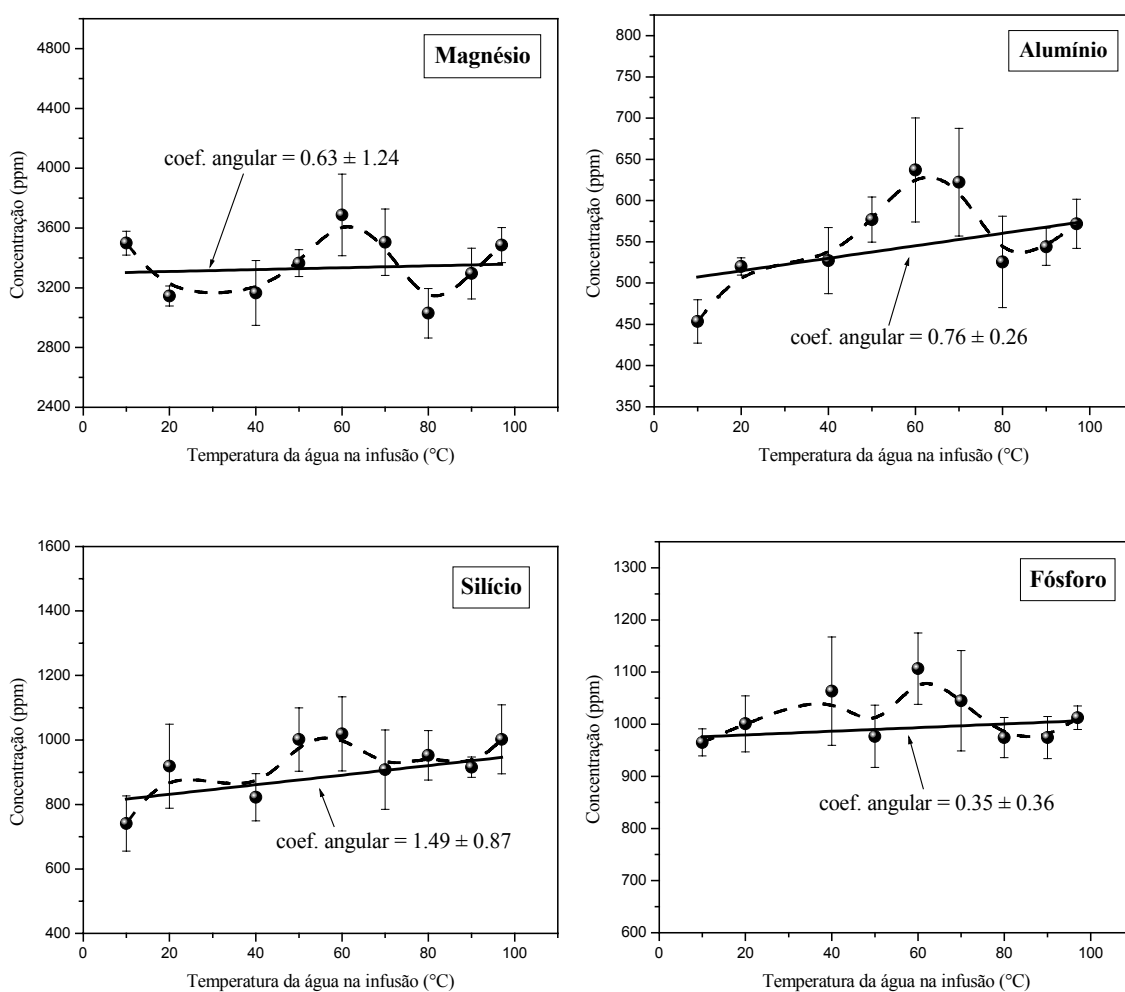 Magnésio
4800
4400
4000
3600
3200
2800
2400
Concentração (ppm)
coef. angular = 0.63 ± 1.24
0 20 40 60 80 100
Temperatura da água na infusão (°C)
Alumínio
800
750
700
650
600
550
500
450
400
350
Concentração (ppm)
coef. angular = 0.76 ± 0.26
0 20 40 60 80 100
Temperatura da água na infusão (°C)
Silício
1600
1400
1200
1000
800
600
400
Concentração (ppm)
coef. angular = 1.49 ± 0.87
0 20 40 60 80 100
Temperatura da água na infusão (°C)
Fósforo
1300
1200
1100
1000
900
800
700
600
Concentração (ppm)
coef. angular = 0.35 ± 0.36
0 20 40 60 80 100
Temperatura da água na infusão (°C)